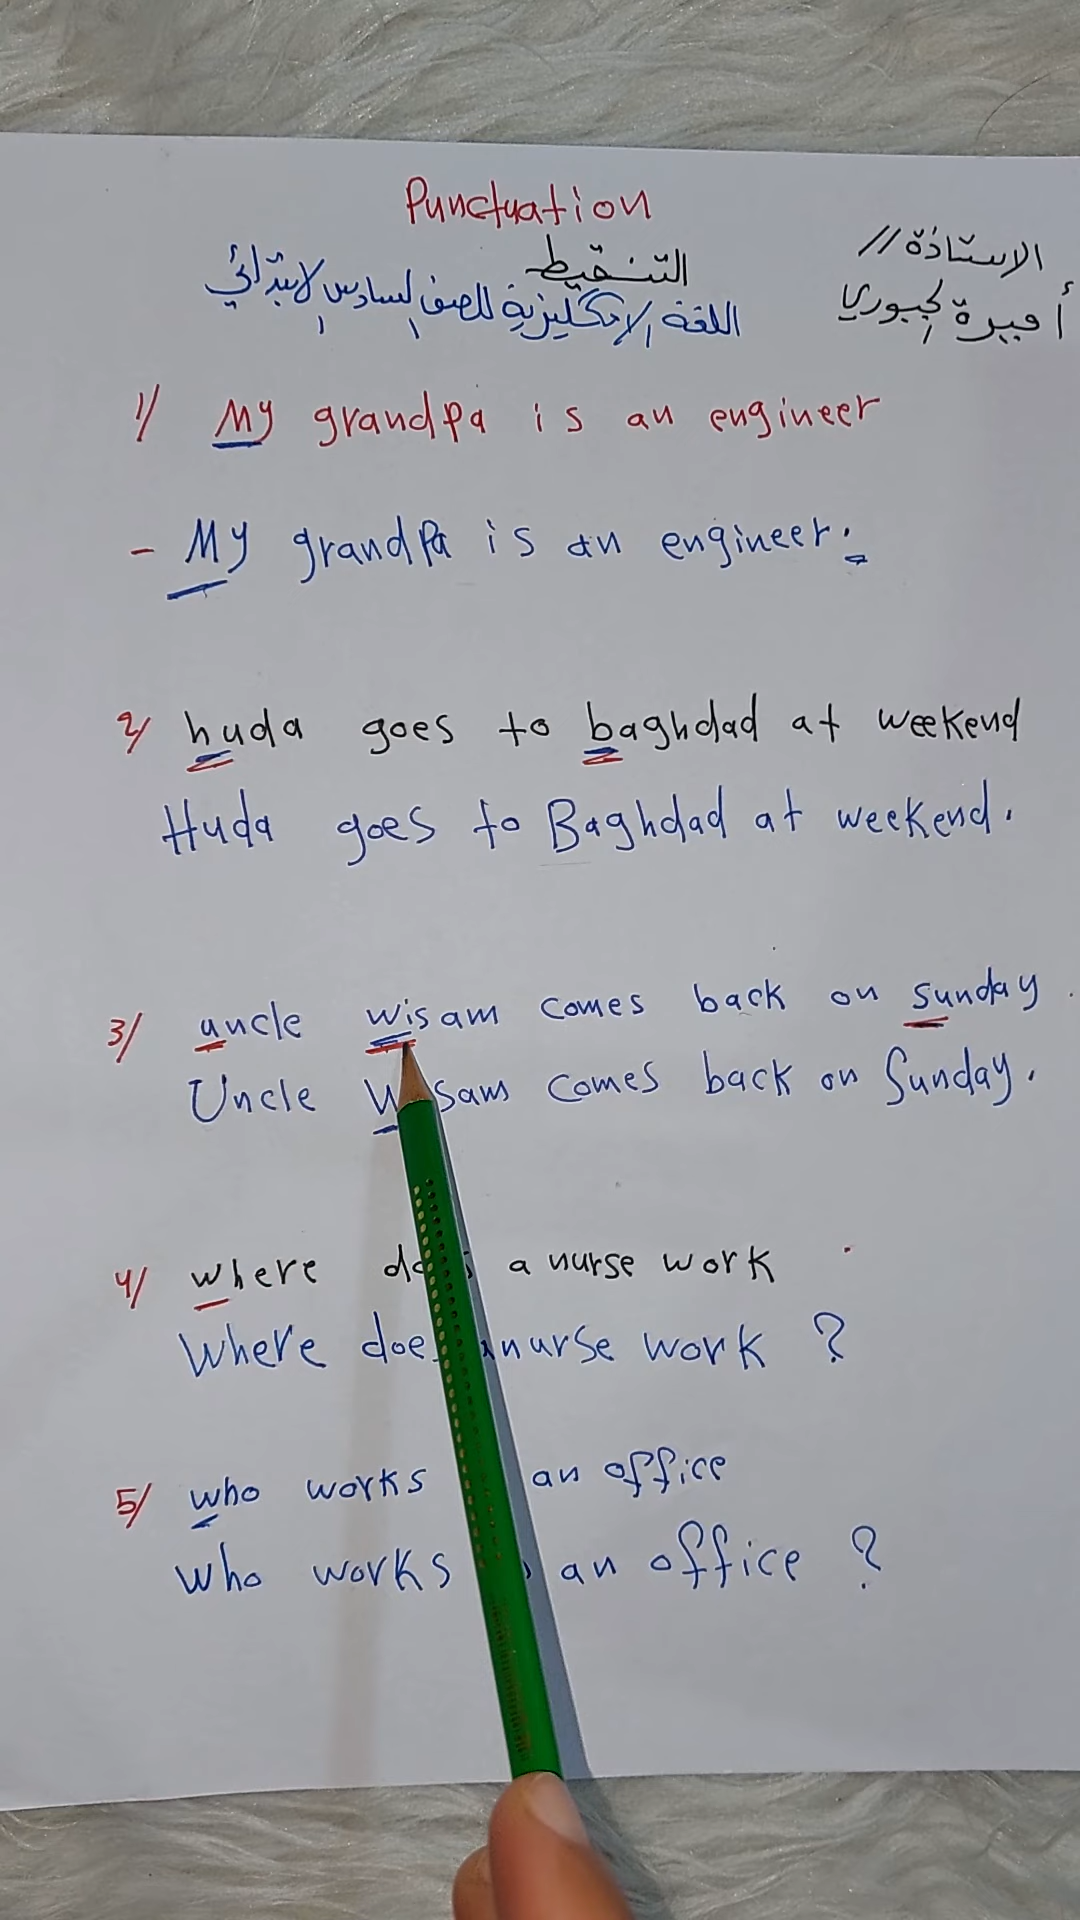 Punctuation
التنقيط
اللغة الانكليزية للصف السادس الابتدائي
الاستاذة //
أميرة الجبوري
1/ My grandpa is an engineer
- My grandpa is an engineer.
2/ huda goes to baghdad at weekend
Huda goes to Baghdad at weekend.
3/ uncle wisam comes back on sunday.
Uncle Wisam comes back on Sunday.
4/ where does a nurse work
Where does a nurse work ?
5/ who works an office
Who works an office ?